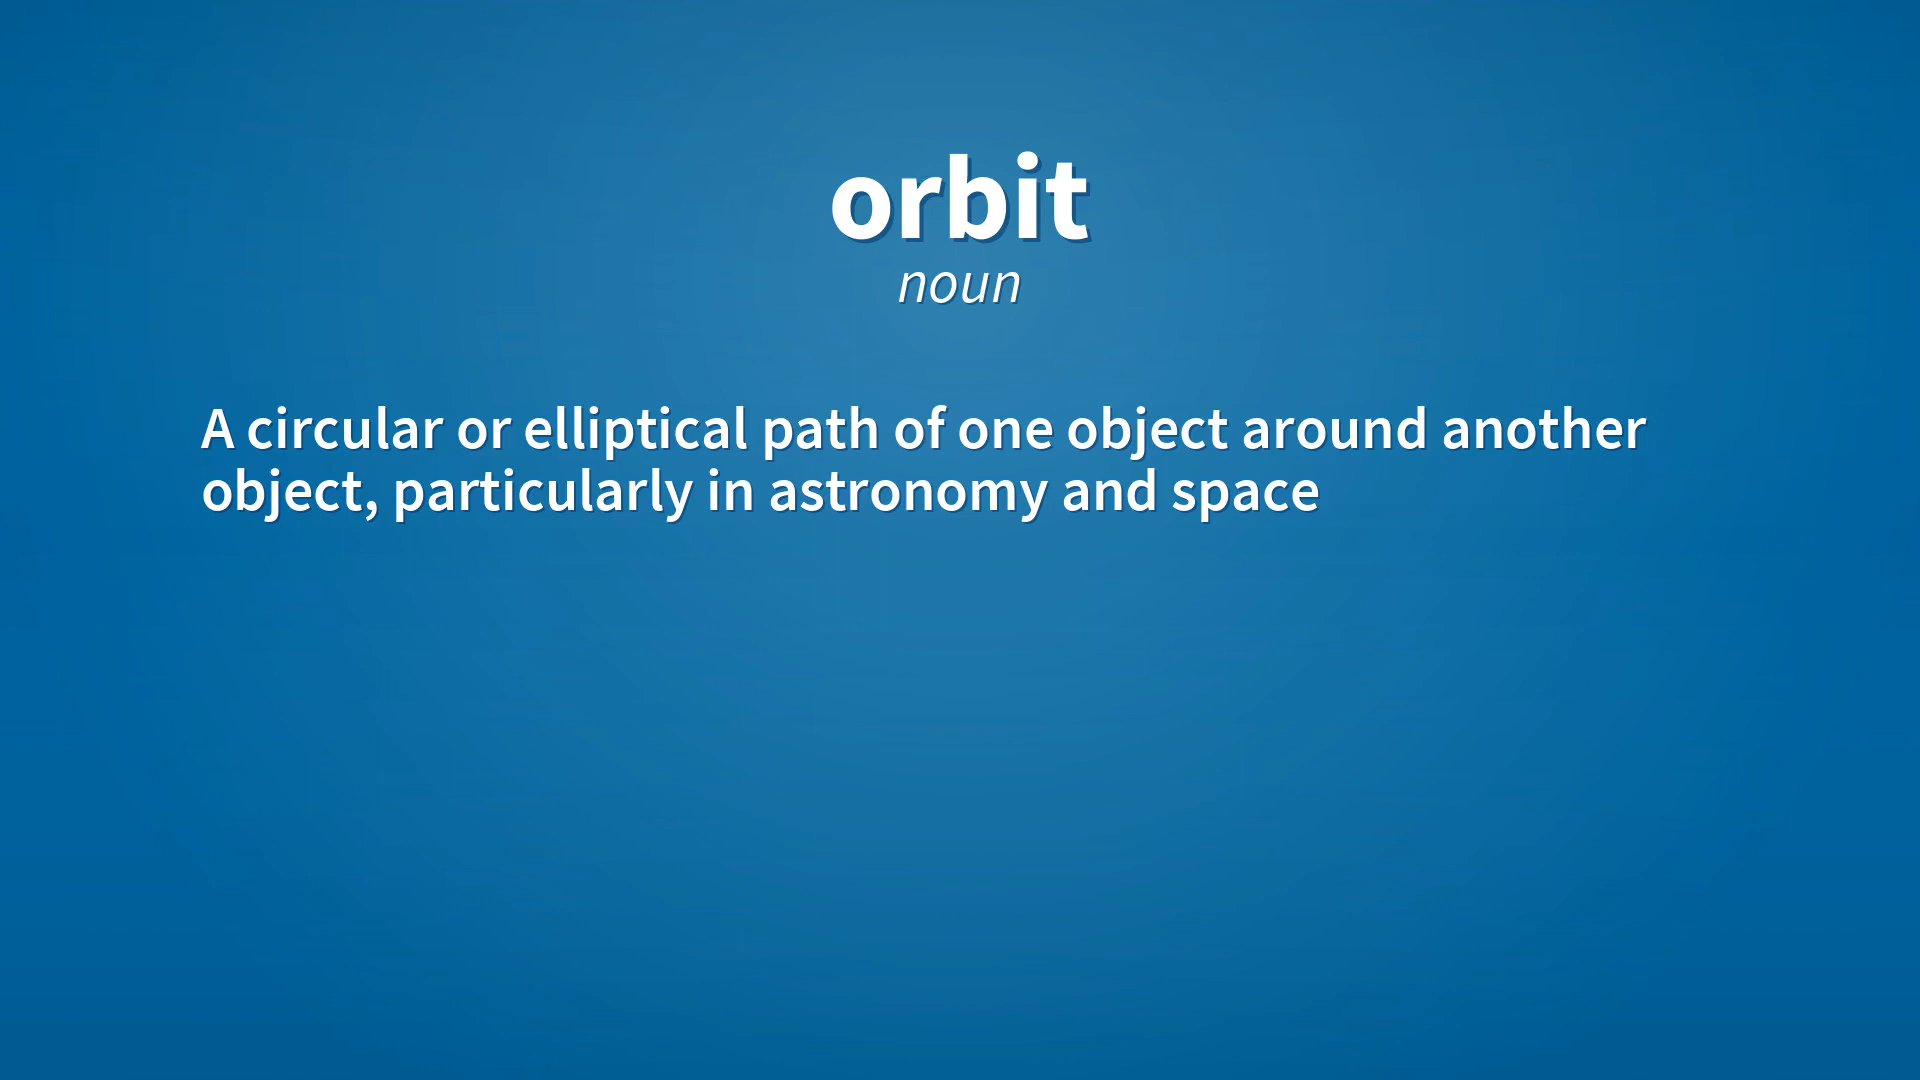 orbit
noun
A circular or elliptical path of one object around another
object, particularly in astronomy and space